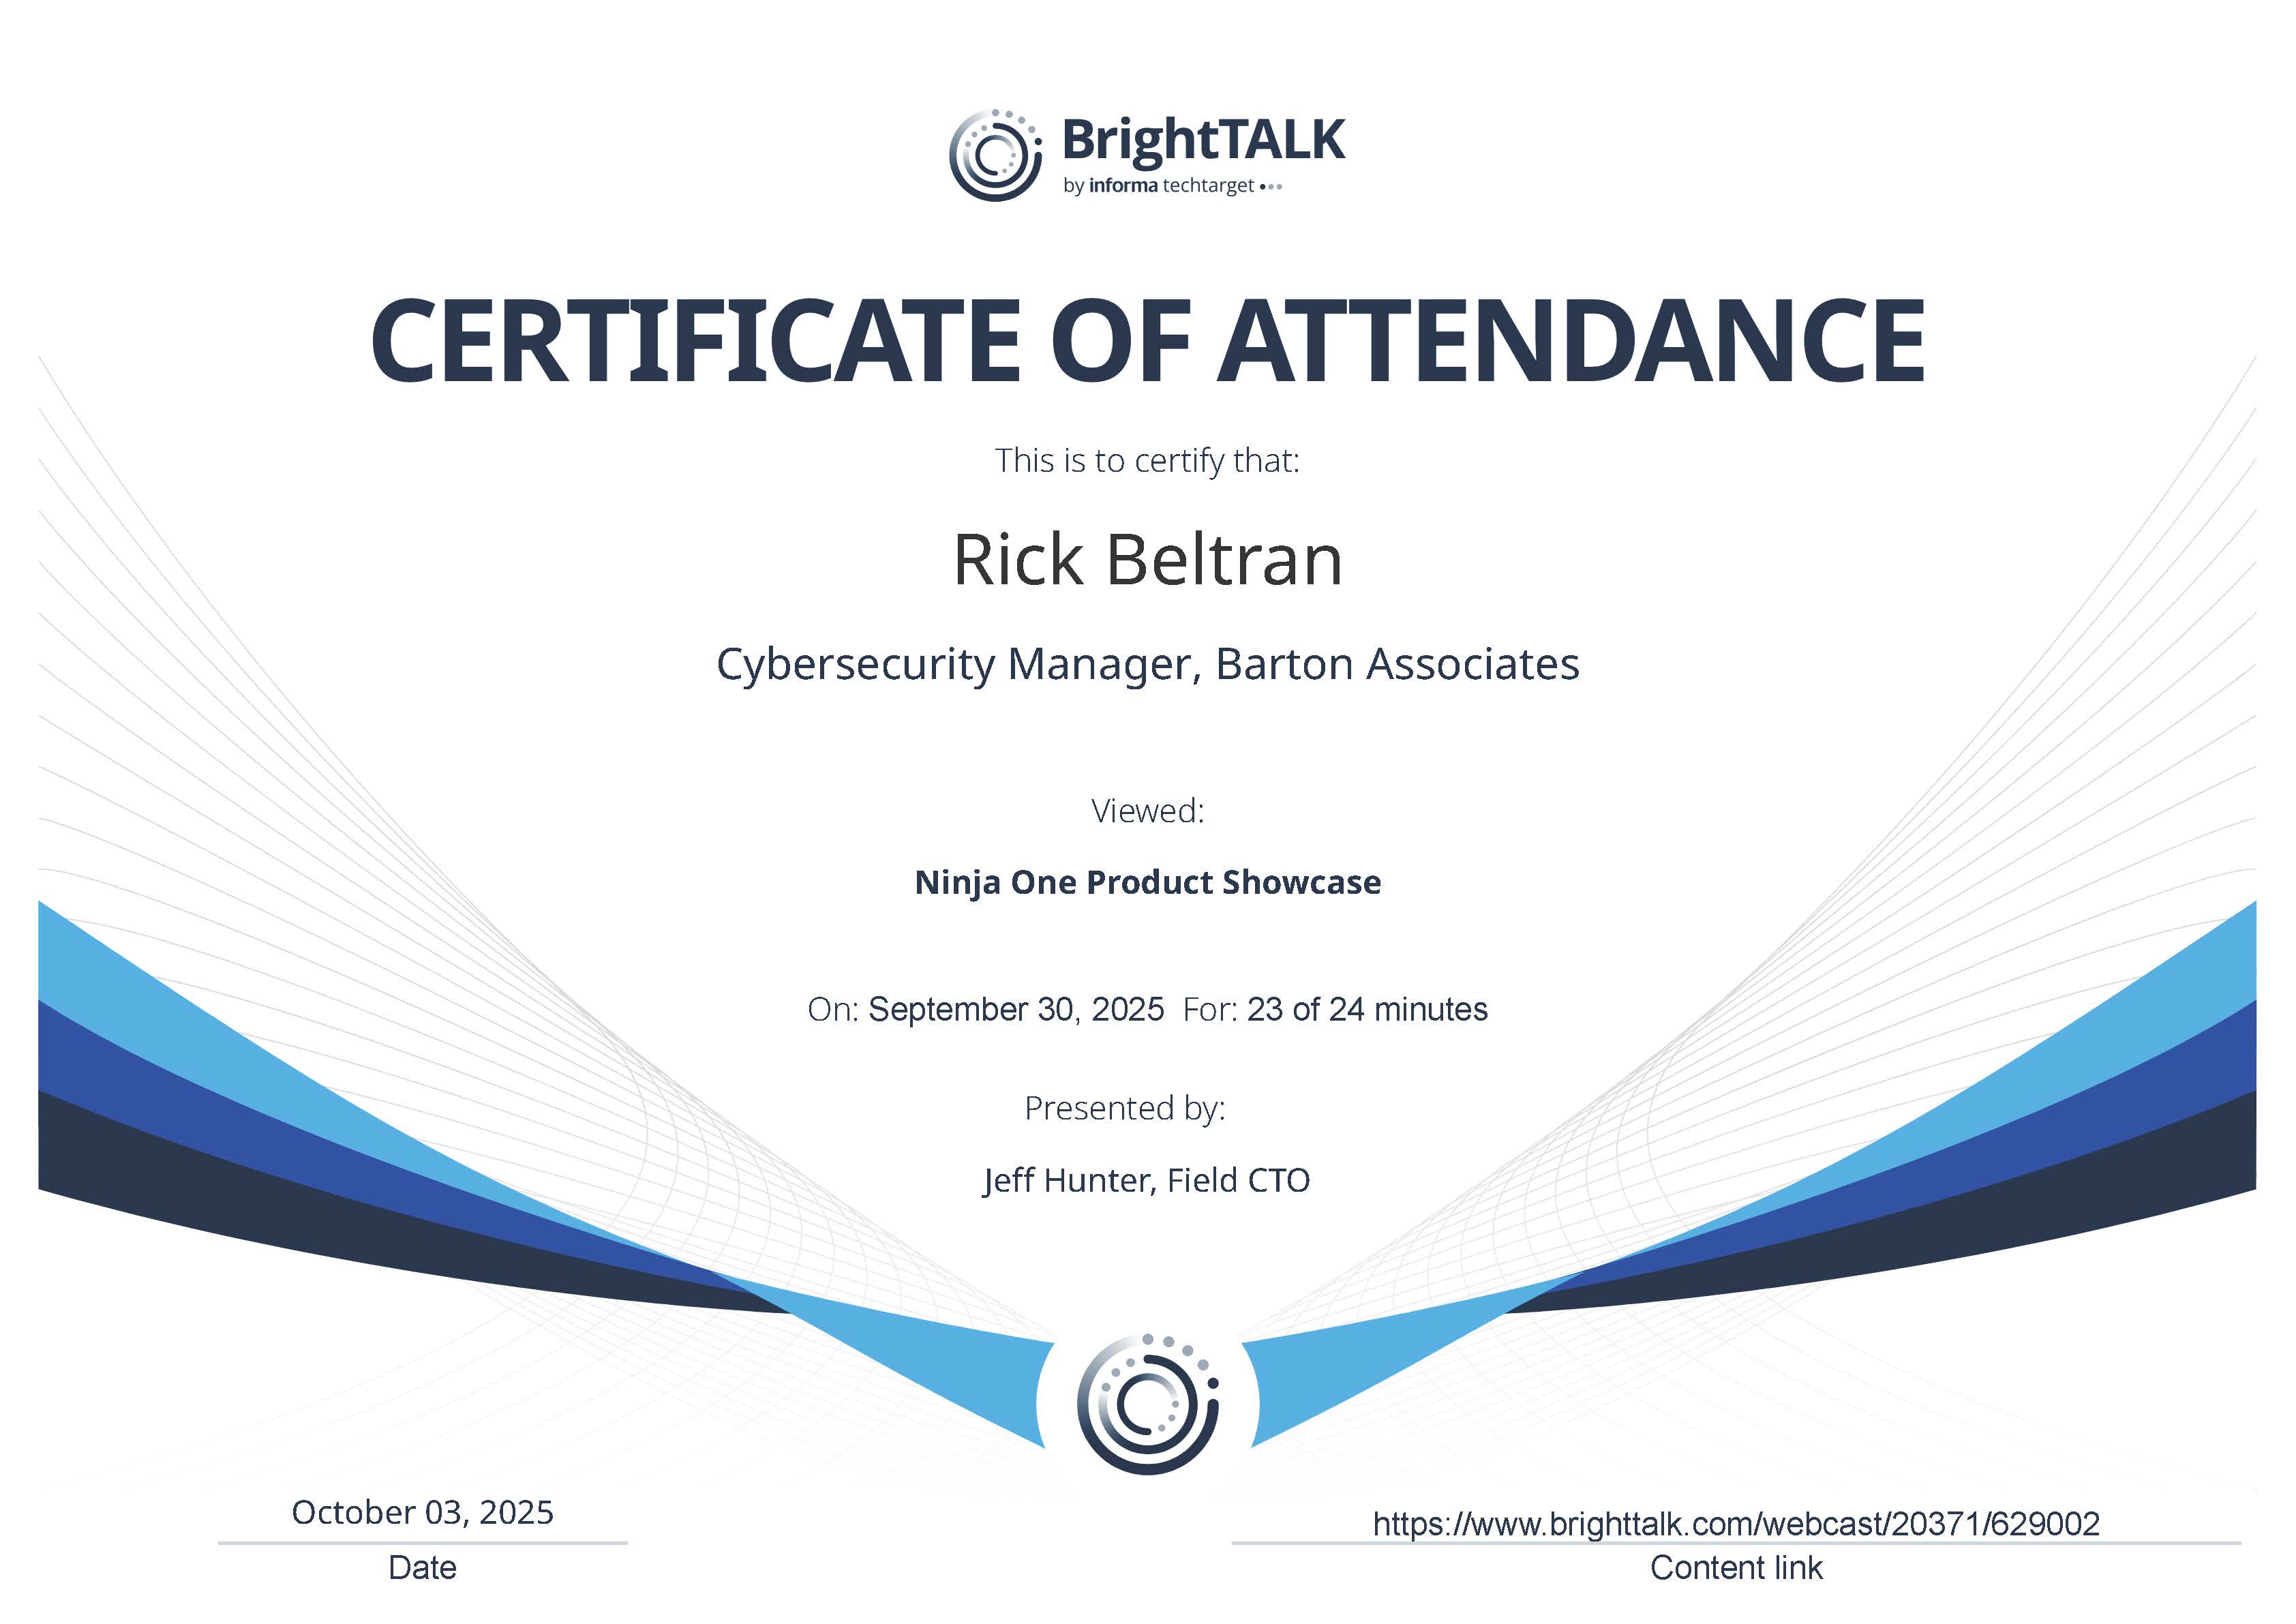 BrightTALK
by informa techtarget
CERTIFICATE OF ATTENDANCE
This is to certify that:
Rick Beltran
Cybersecurity Manager, Barton Associates
Viewed:
Ninja One Product Showcase
On: September 30, 2025 For: 23 of 24 minutes
Presented by:
Jeff Hunter, Field CTO
October 03, 2025
Date
https://www.brighttalk.com/webcast/20371/629002
Content link